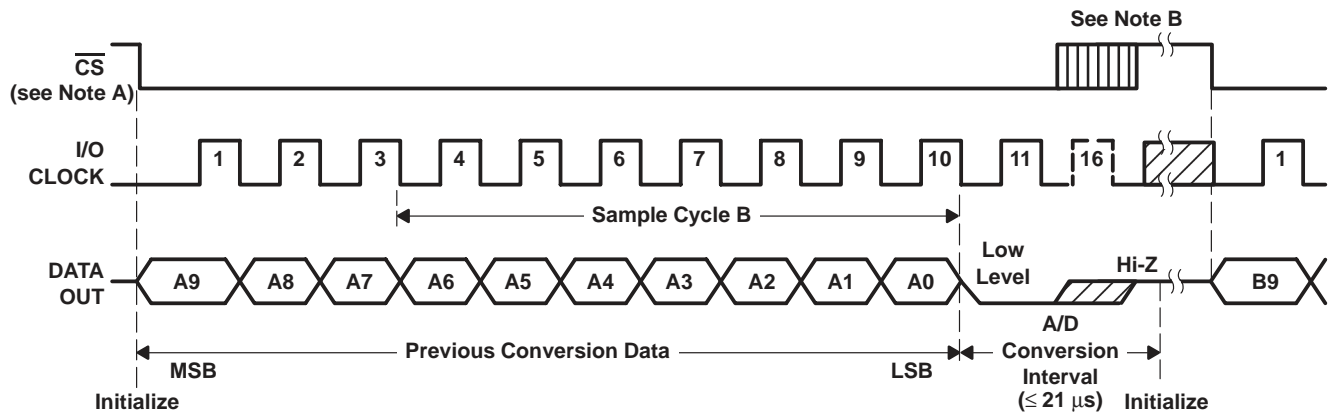 See Note B
CS
(see Note A)
I/O
CLOCK
1 2 3 4 5 6 7 8 9 10 11 16 1
Sample Cycle B
DATA
OUT
A9 A8 A7 A6 A5 A4 A3 A2 A1 A0 B9
Low
Level
Hi-Z
Previous Conversion Data
MSB
LSB
A/D
Conversion
Interval
(≤ 21 μs)
Initialize
Initialize